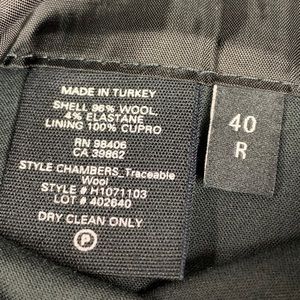 MADE IN TURKEY
SHELL 96% WOOL,
4% ELASTANE
LINING 100% CUPRO
RN 98406
CA 39862
STYLE CHAMBERS_Traceable
Wool
STYLE # H1071103
LOT # 402640
DRY CLEAN ONLY
P
40
R